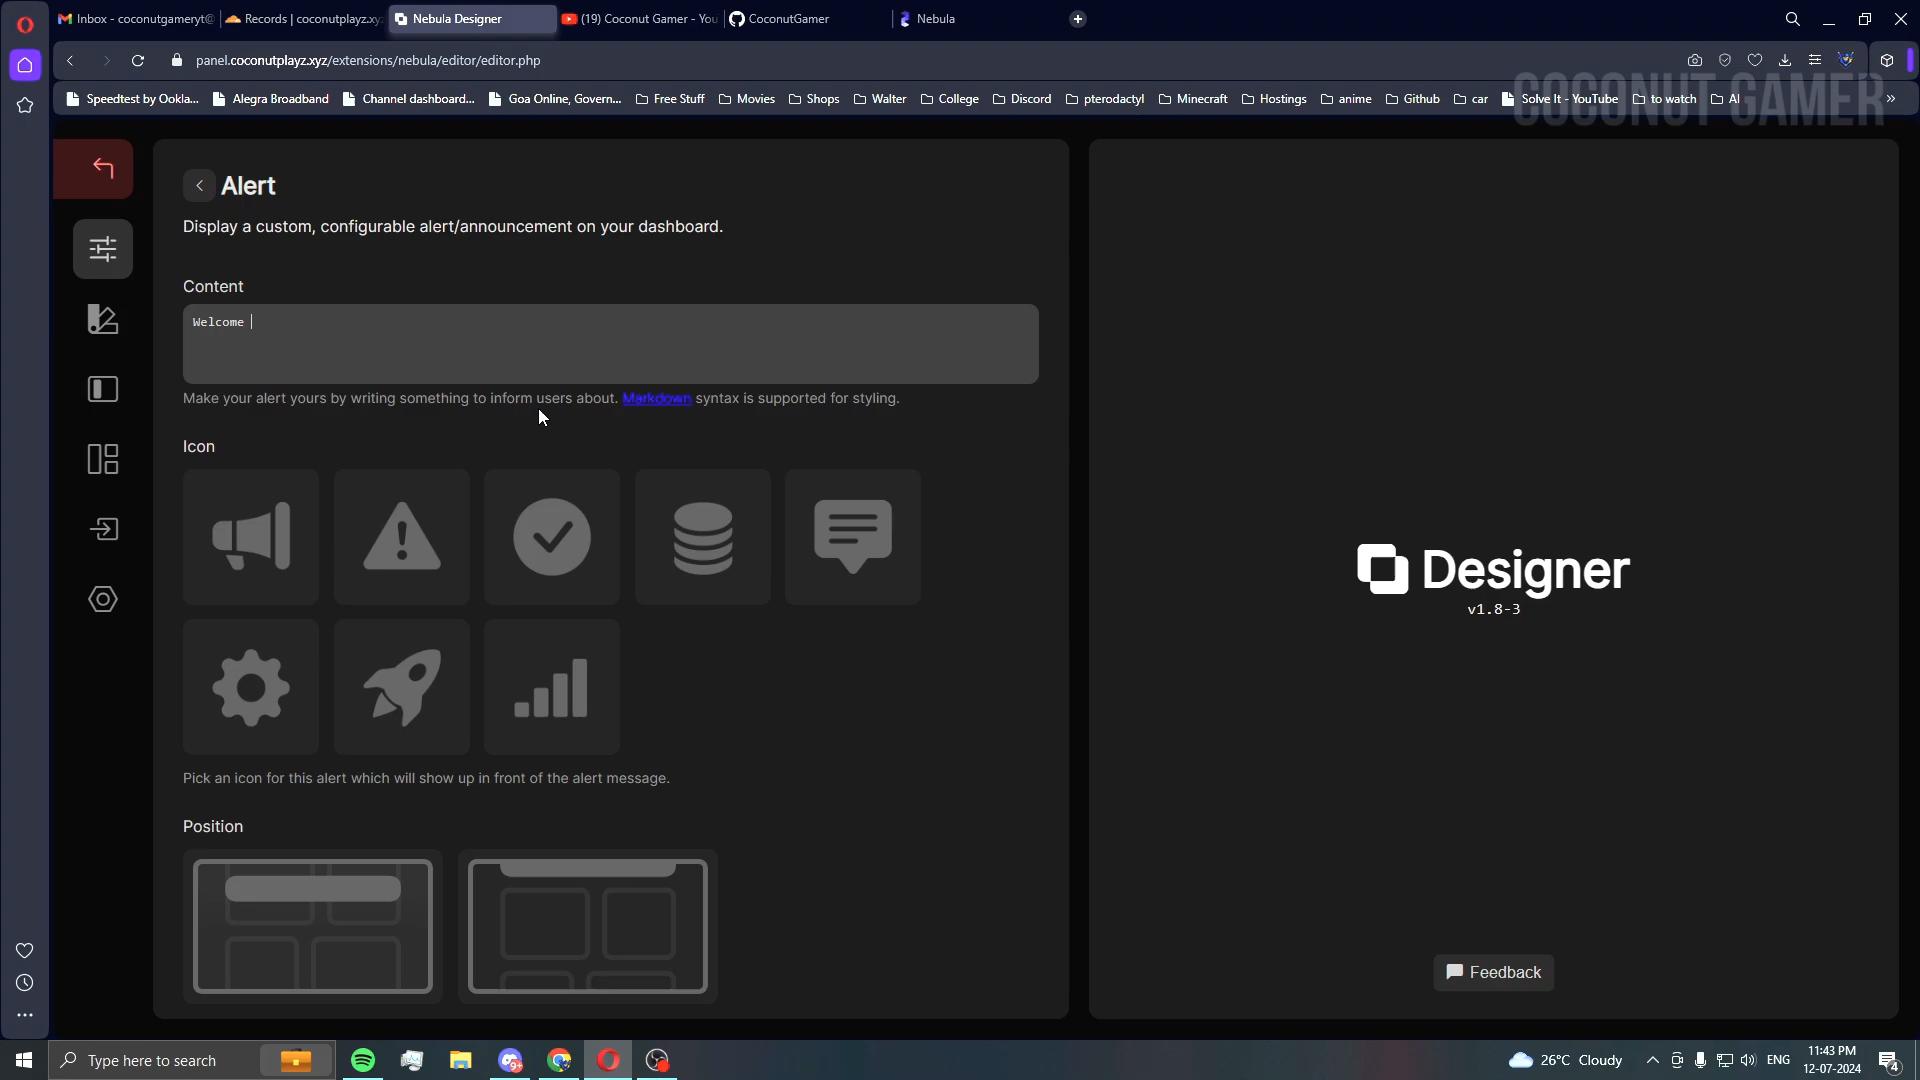 Inbox - coconutgameryt@
Records | coconutplayz.xy
Nebula Designer
(19) Coconut Gamer - You
CoconutGamer
Nebula
panel.coconutplayz.xyz/extensions/nebula/editor/editor.php
Speedtest by Ookla...
Alegra Broadband
Channel dashboard...
Goa Online, Govern...
Free Stuff
Movies
Shops
Walter
College
Discord
pterodactyl
Minecraft
Hostings
anime
Github
car
Solve It - YouTube
to watch
AI
COCONUT GAMER
Alert
Display a custom, configurable alert/announcement on your dashboard.
Content
Welcome
Make your alert yours by writing something to inform users about. Markdown syntax is supported for styling.
Icon
Pick an icon for this alert which will show up in front of the alert message.
Position
Designer
v1.8-3
Feedback
Type here to search
9+
26°C Cloudy
ENG
11:43 PM
12-07-2024
4